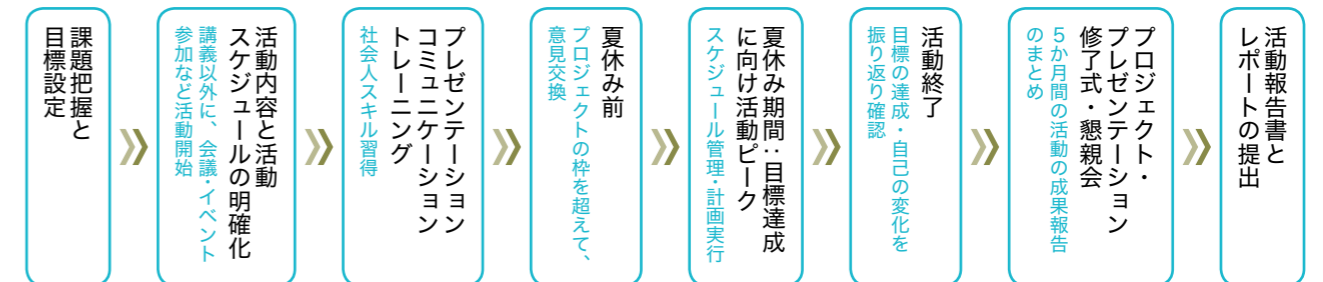 課題把握と
目標設定
活動内容と活動
スケジュールの明確化
講義以外に、会議・イベント
参加など活動開始
プレゼンテーション
コミュニケーション
トレーニング
社会人スキル習得
夏休み前
プロジェクトの枠を超えて、
意見交換
夏休み期間：目標達成
に向け活動ピーク
スケジュール管理・計画実行
活動終了
目標の達成・自己の変化を
振り返り確認
プロジェクト・
プレゼンテーション
修了式・懇親会
５か月間の活動の成果報告
のまとめ
活動報告書と
レポートの提出